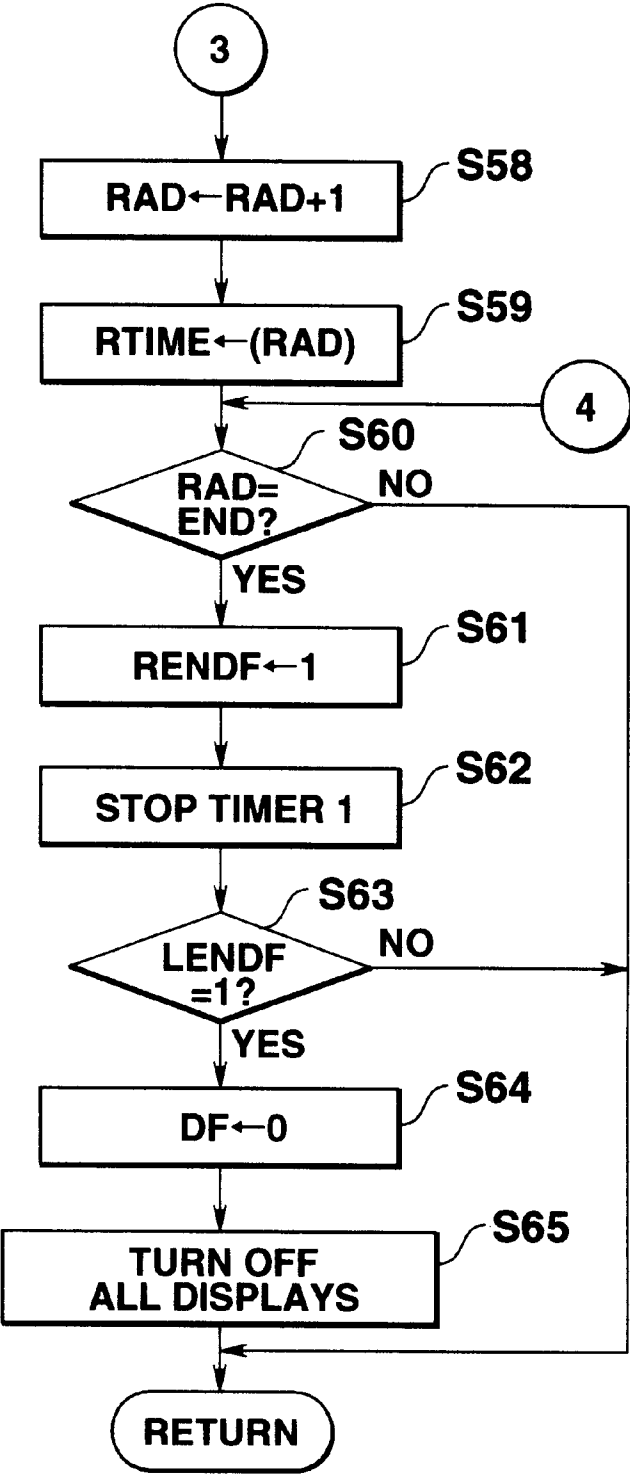 3
S58
RAD←RAD+1
S59
RTIME←(RAD)
4
S60
RAD=
END?
NO
YES
S61
RENDF←1
S62
STOP TIMER 1
S63
LENDF
=1?
NO
YES
S64
DF←0
S65
TURN OFF
ALL DISPLAYS
RETURN